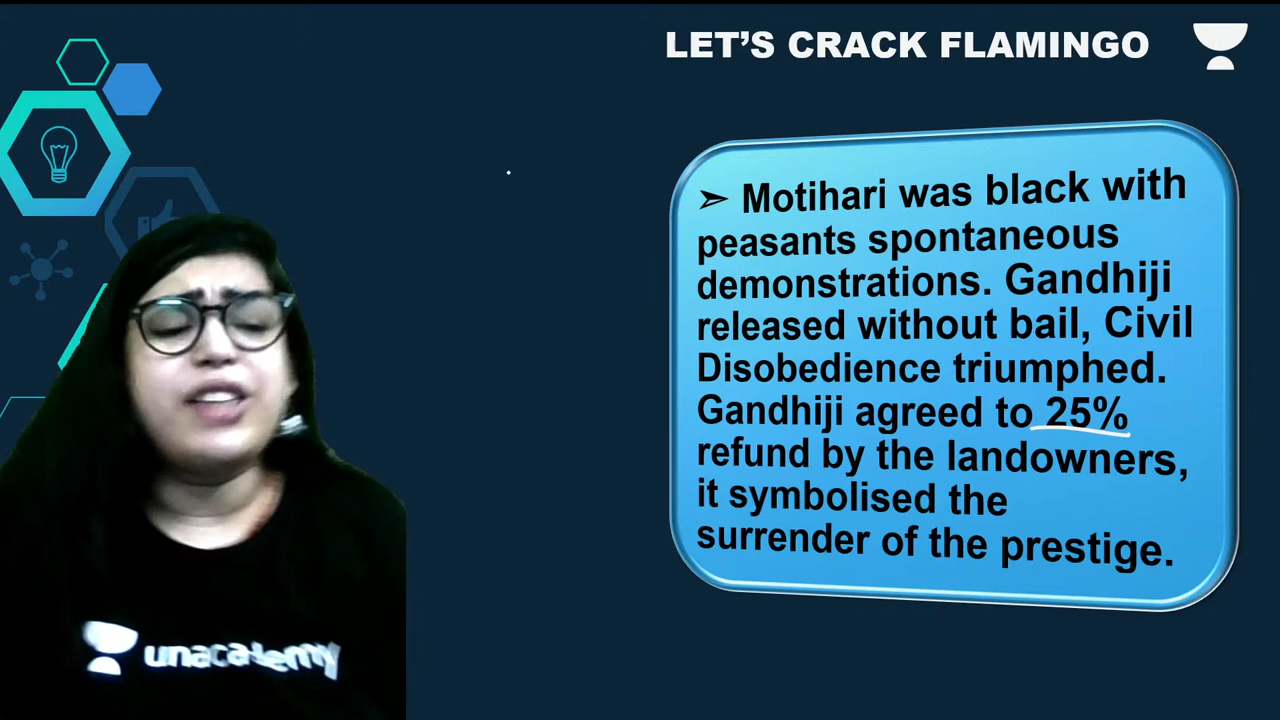 LET'S CRACK FLAMINGO
➢ Motihari was black with
peasants spontaneous
demonstrations. Gandhiji
released without bail, Civil
Disobedience triumphed.
Gandhiji agreed to 25%
refund by the landowners,
it symbolised the
surrender of the prestige.
unacademy